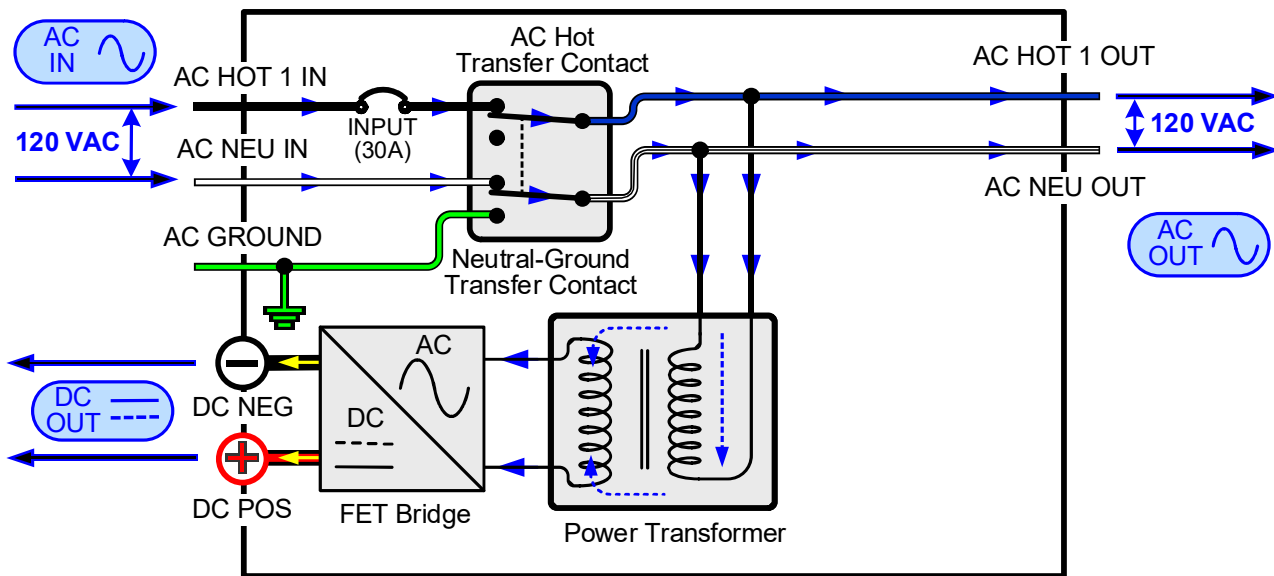 AC
IN
AC HOT 1 IN
120 VAC
AC NEU IN
INPUT
(30A)
AC Hot
Transfer Contact
AC HOT 1 OUT
120 VAC
AC NEU OUT
AC
OUT
AC GROUND
Neutral-Ground
Transfer Contact
DC
OUT
DC NEG
DC POS
AC
DC
FET Bridge
Power Transformer